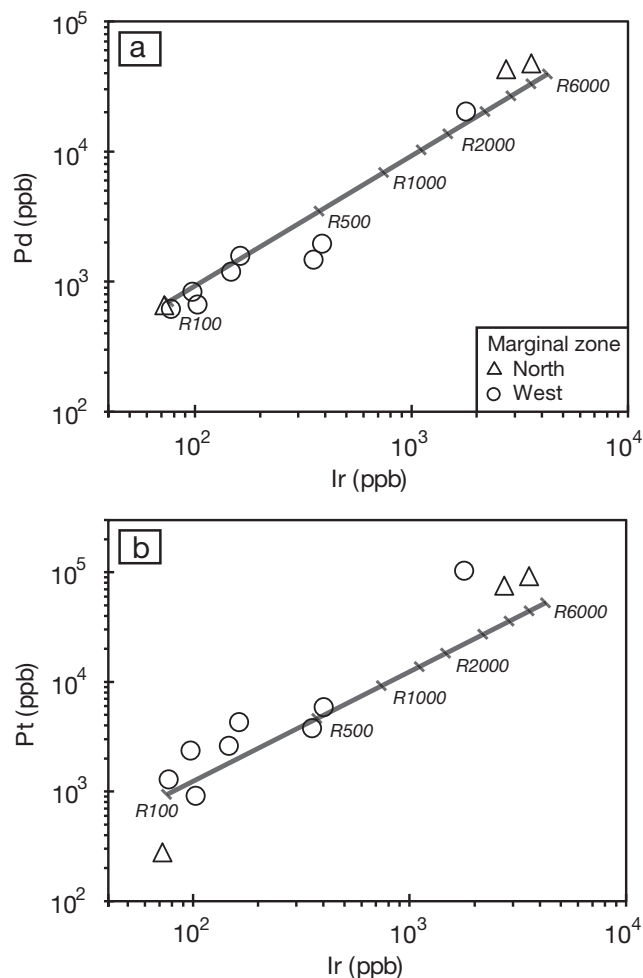 a
10^5
10^4
10^3
10^2
Pd (ppb)
R6000
R2000
R1000
R500
R100
Marginal zone
North
West
10^2
10^3
10^4
Ir (ppb)
b
10^5
10^4
10^3
10^2
Pt (ppb)
R6000
R2000
R1000
R500
R100
10^2
10^3
10^4
Ir (ppb)